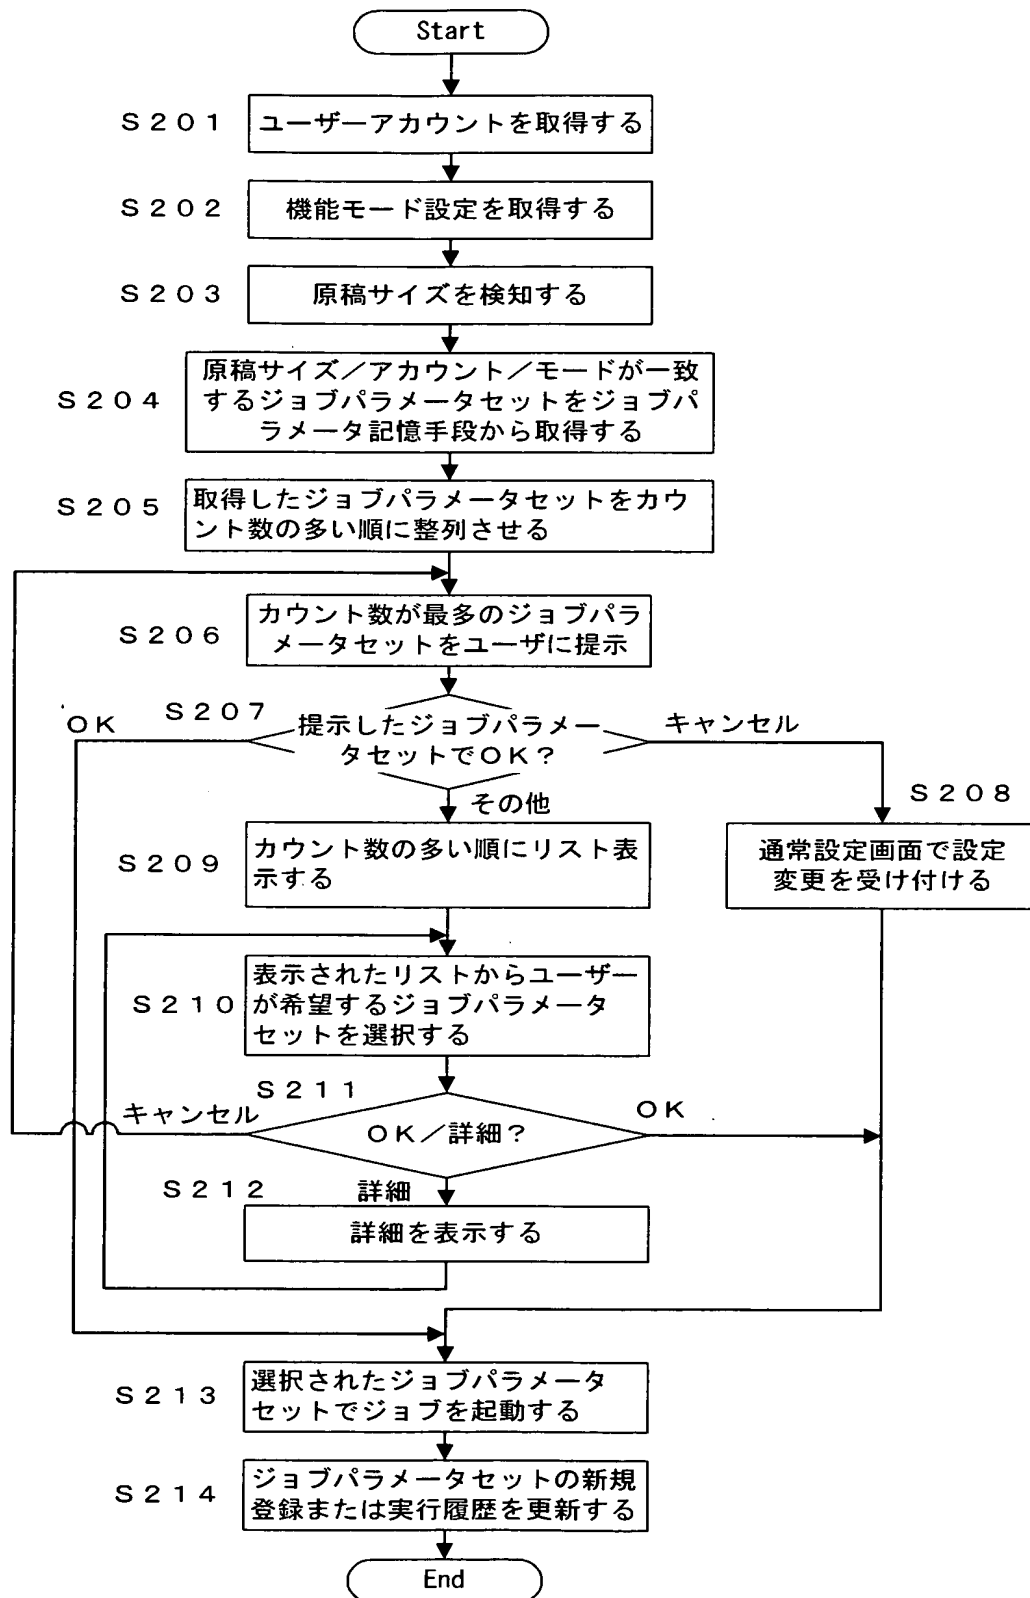 Start
S201
ユーザーアカウントを取得する
S202
機能モード設定を取得する
S203
原稿サイズを検知する
S204
原稿サイズ／アカウント／モードが一致
するジョブパラメータセットをジョブパ
ラメータ記憶手段から取得する
S205
取得したジョブパラメータセットをカウ
ント数の多い順に整列させる
S206
カウント数が最多のジョブパラ
メータセットをユーザに提示
S207
提示したジョブパラメー
タセットでOK？
OK
キャンセル
その他
S208
通常設定画面で設定
変更を受け付ける
S209
カウント数の多い順にリスト表
示する
S210
表示されたリストからユーザー
が希望するジョブパラメータ
セットを選択する
S211
キャンセル
OK／詳細？
OK
詳細
S212
詳細を表示する
S213
選択されたジョブパラメータ
セットでジョブを起動する
S214
ジョブパラメータセットの新規
登録または実行履歴を更新する
End